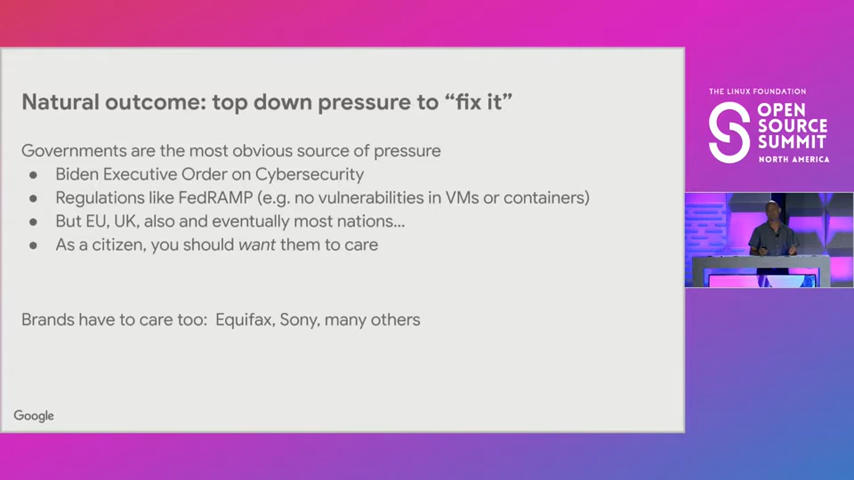 Natural outcome: top down pressure to “fix it”
Governments are the most obvious source of pressure
● Biden Executive Order on Cybersecurity
● Regulations like FedRAMP (e.g. no vulnerabilities in VMs or containers)
● But EU, UK, also and eventually most nations...
● As a citizen, you should want them to care
Brands have to care too: Equifax, Sony, many others
Google
THE LINUX FOUNDATION
OPEN
SOURCE
SUMMIT
NORTH AMERICA